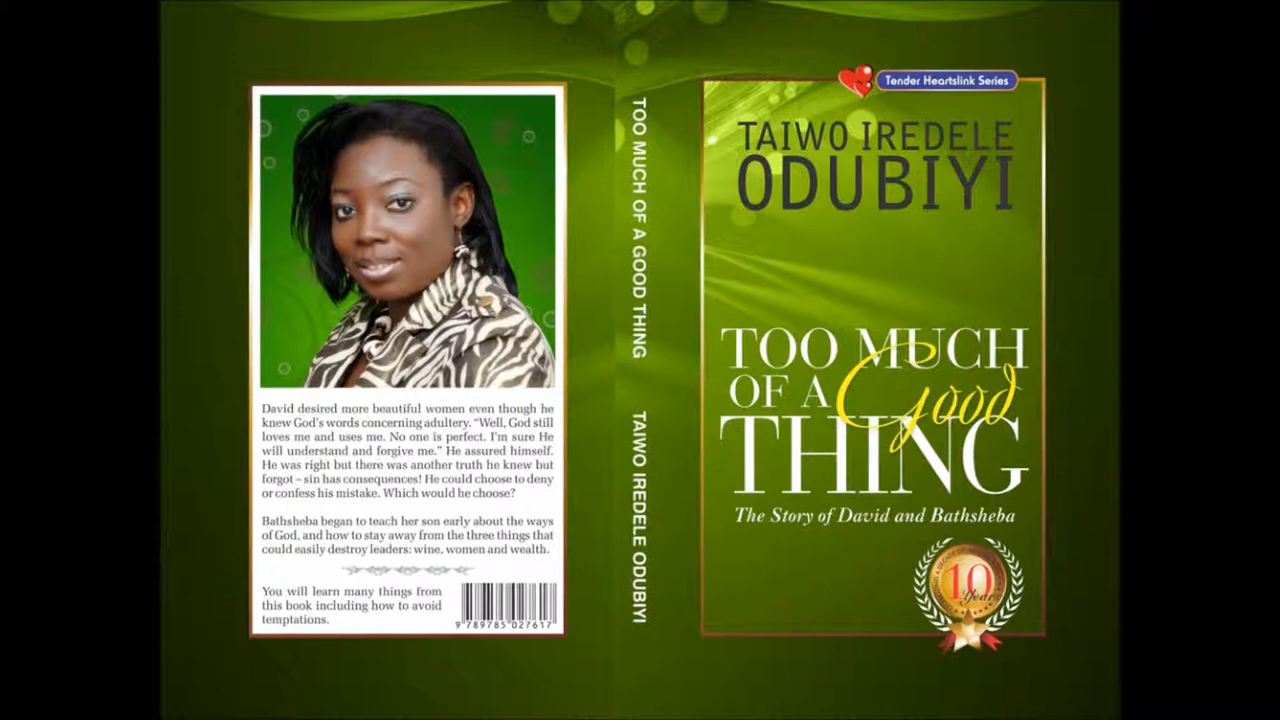 David desired more beautiful women even though he
knew God's words concerning adultery. “Well, God still
loves me and uses me. No one is perfect. I'm sure He
will understand and forgive me.” He assured himself.
He was right but there was another truth he knew but
forgot – sin has consequences! He could choose to deny
or confess his mistake. Which would he choose?
Bathsheba began to teach her son early about the ways
of God, and how to stay away from the three things that
could easily destroy leaders: wine, women and wealth.
You will learn many things from
this book including how to avoid
temptations.
9 789785 027617
TOO MUCH OF A GOOD THING
TAIWO IREDELE ODUBIYI
Tender Heartslink Series
TAIWO IREDELE
ODUBIYI
TOO MUCH
OF A Good
THING
The Story of David and Bathsheba
10
Years